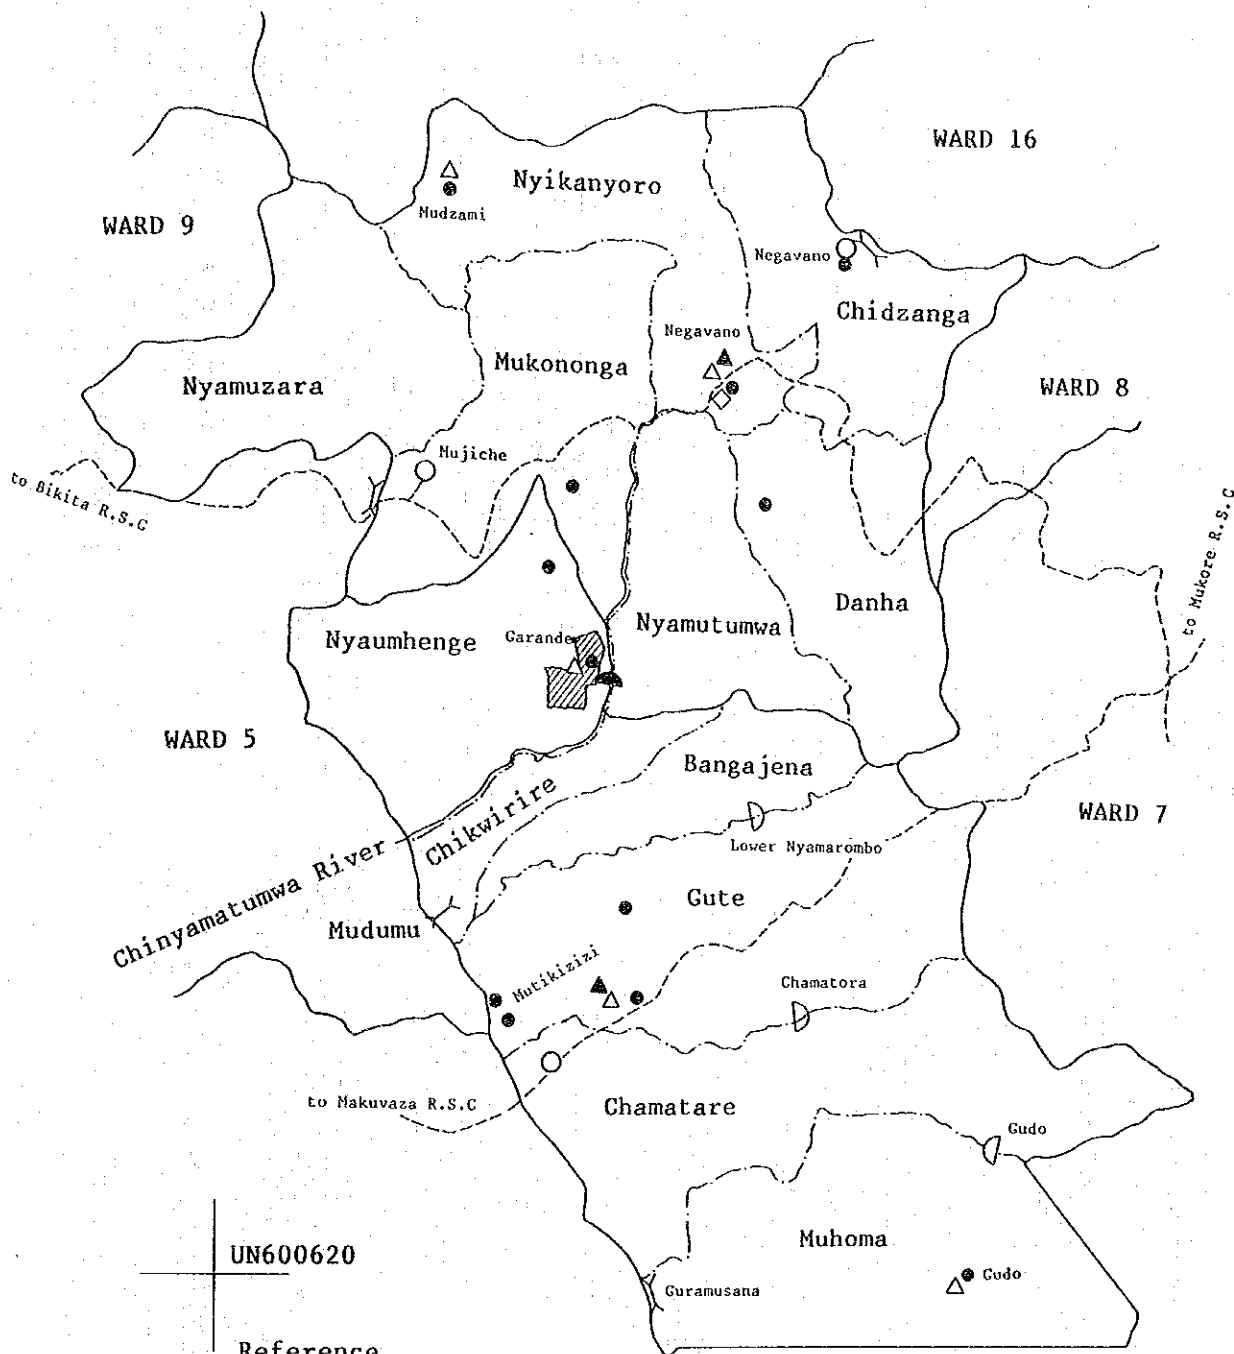 WARD 16
Nyikanyoro
Mudzami
WARD 9
Negavano
Chidzanga
Negavano
Mukononga
Nyamuzara
WARD 8
Mujiche
to Bikita R.S.C
to Mukore R.S.C
Danha
Nyamutumwa
Nyaumhenge
Garande
WARD 5
Bangajena
Chikwirire
WARD 7
Lower Nyamarombo
Chinyamatumwa River
Gute
Mudumu
Mutikizizi
Chamatora
to Makuvaza R.S.C
Chamatare
Gudo
Muhoma
UN600620
Gudo
Guramusana
Reference